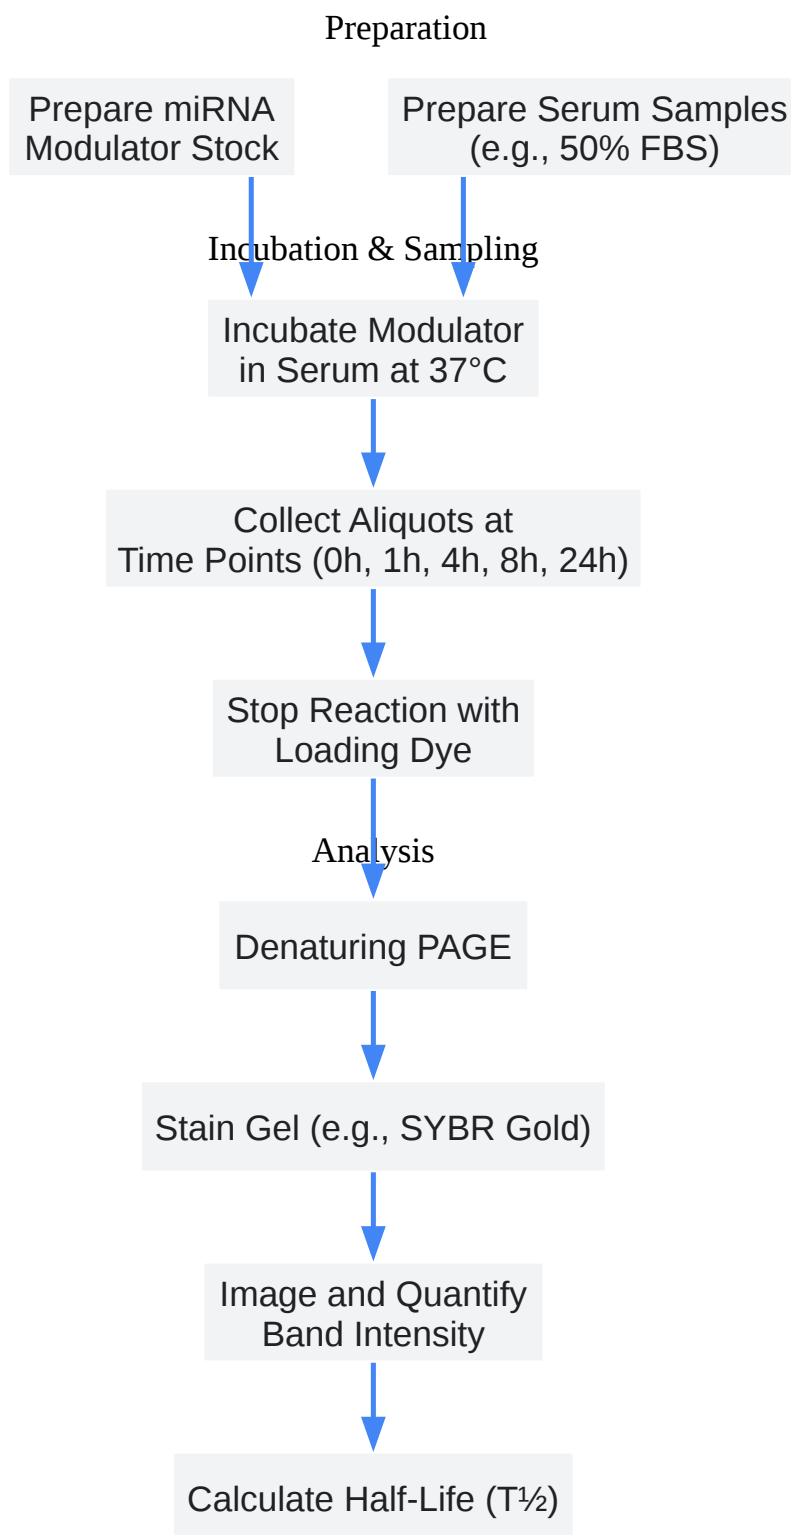 Preparation
Prepare miRNA
Modulator Stock
Prepare Serum Samples
(e.g., 50% FBS)
Incubation & Sampling
Incubate Modulator
in Serum at 37°C
Collect Aliquots at
Time Points (0h, 1h, 4h, 8h, 24h)
Stop Reaction with
Loading Dye
Analysis
Denaturing PAGE
Stain Gel (e.g., SYBR Gold)
Image and Quantify
Band Intensity
Calculate Half-Life (T½)